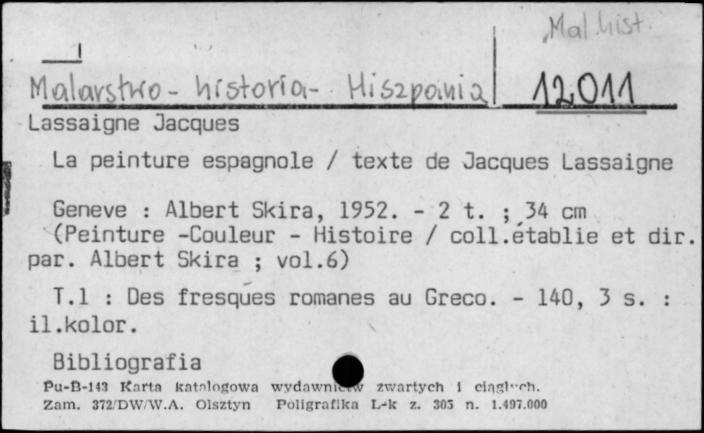 Mal.hist.
1
Malarstwo - historia - Hiszpania 12011
Lassaigne Jacques
La peinture espagnole / texte de Jacques Lassaigne
Geneve : Albert Skira, 1952. - 2 t. ; 34 cm
(Peinture -Couleur - Histoire / coll.établie et dir.
par. Albert Skira ; vol.6)
T.1 : Des fresques romanes au Greco. - 140, 3 s. :
il.kolor.
Bibliografia
Pu-B-143 Karta katalogowa wydawnictw zwartych i ciągłych.
Zam. 372/DW/W.A. Olsztyn Poligrafika L-k z. 305 n. 1.497.000